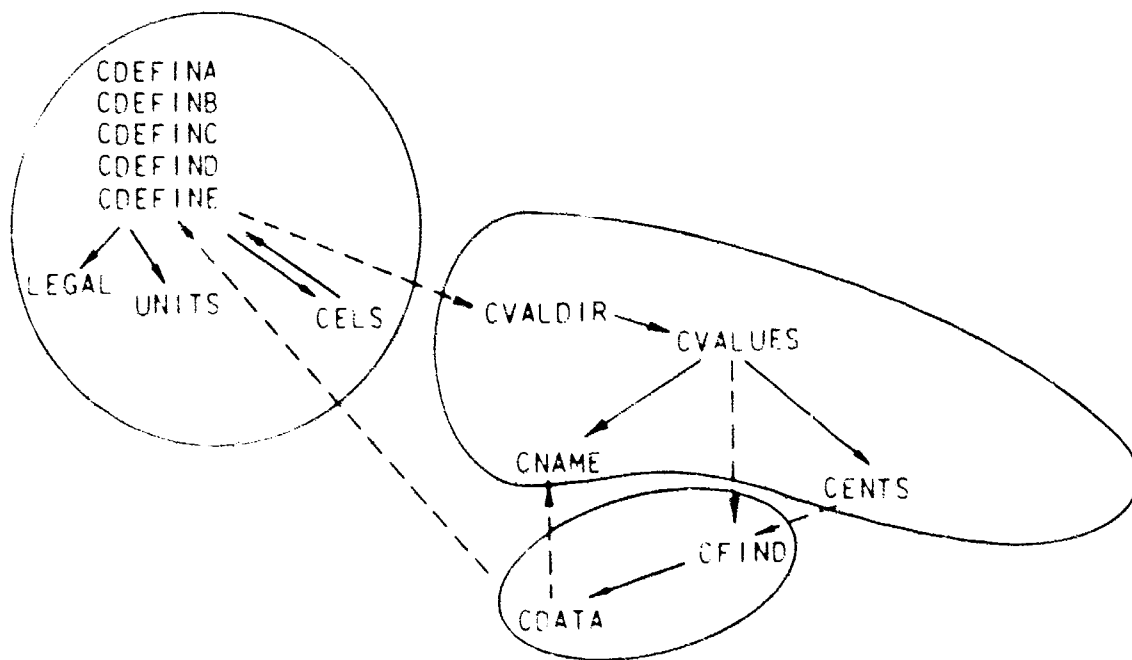 CDEFINA
CDEFINB
CDEFINC
CDEFIND
CDEFINE
LEGAL
UNITS
CELS
CVALDIR
CVALUES
CNAME
CENTS
CFIND
CDATA